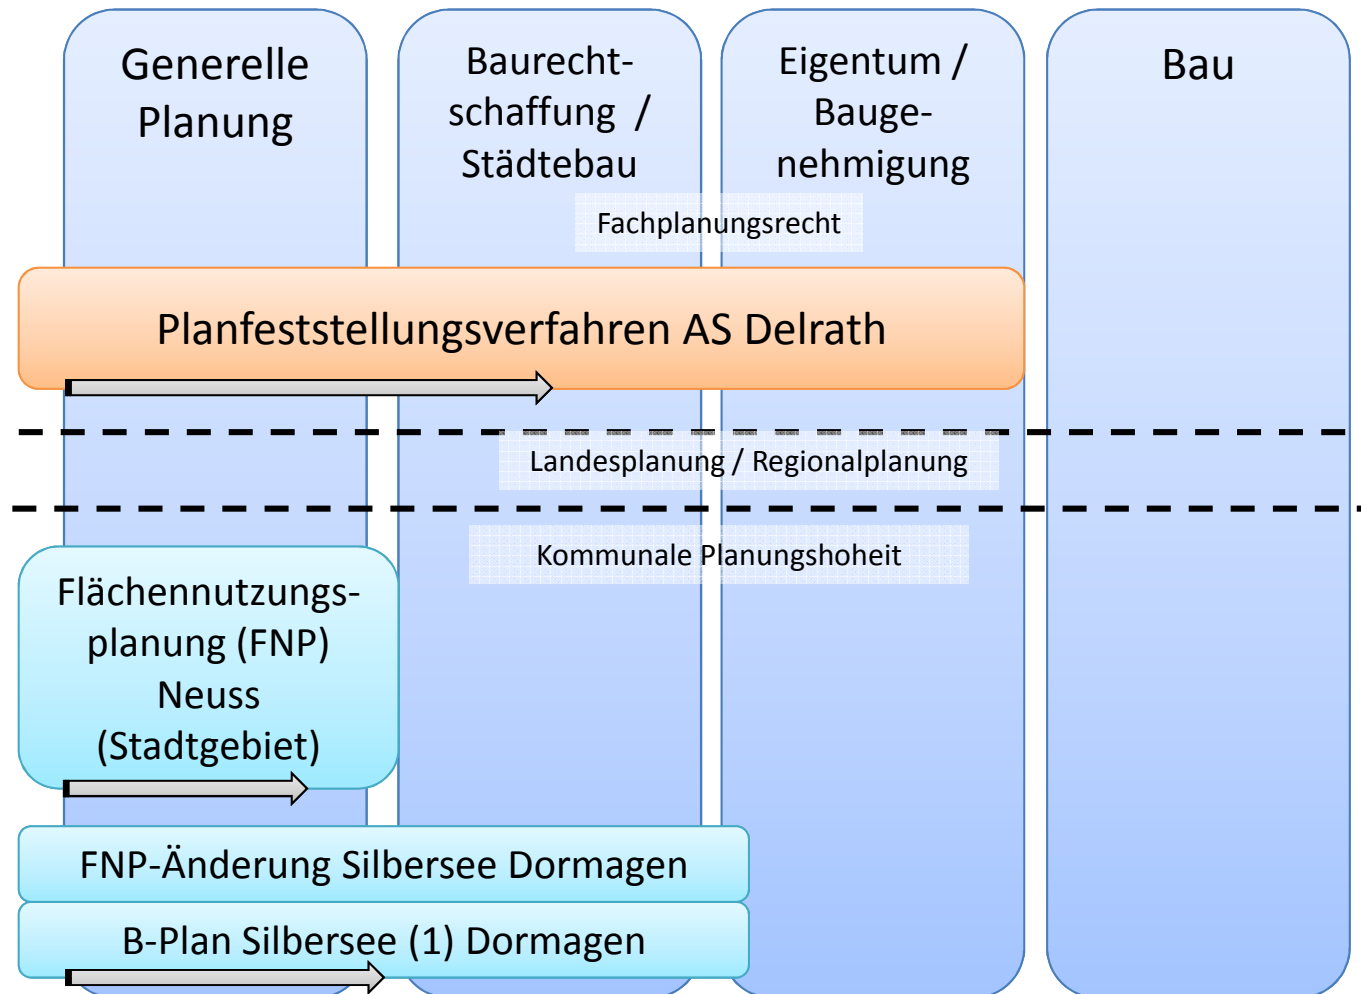 Generelle
Planung
Baurecht-
schaffung /
Städtebau
Eigentum /
Bauge-
nehmigung
Bau
Fachplanungsrecht
Planfeststellungsverfahren AS Delrath
Landesplanung / Regionalplanung
Kommunale Planungshoheit
Flächennutzungs-
planung (FNP)
Neuss
(Stadtgebiet)
FNP-Änderung Silbersee Dormagen
B-Plan Silbersee (1) Dormagen